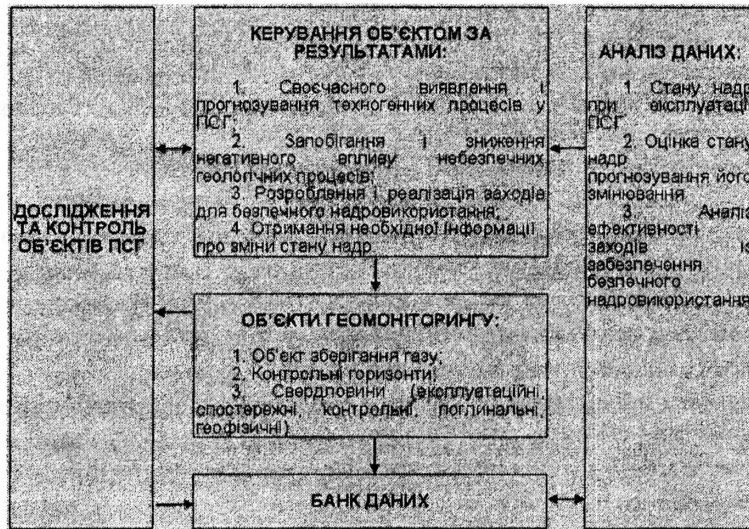 ДОСЛІДЖЕННЯ
ТА КОНТРОЛЬ
ОБ'ЄКТІВ ПСГ
КЕРУВАННЯ ОБ'ЄКТОМ ЗА
РЕЗУЛЬТАТАМИ:
1. Своєчасного виявлення і
прогнозування техногенних процесів у
ПСГ;
2. Запобігання і зниження
негативного впливу небезпечних
геологічних процесів;
3. Розроблення і реалізація заходів
для безпечного надровикористання;
4. Отримання необхідної інформації
про зміни стану надр.
ОБ'ЄКТИ ГЕОМОНІТОРИНГУ:
1. Об'єкт зберігання газу;
2. Контрольні горизонти;
3. Свердловини (експлуатаційні,
спостережні, контрольні, поглинальні,
геофізичні)
БАНК ДАНИХ
АНАЛІЗ ДАНИХ:
1. Стану надр
при експлуатації
ПСГ
2. Оцінка стану
надр
прогнозування його
змінювання
3. Аналіз
ефективності
заходів із
забезпечення
безпечного
надровикористання